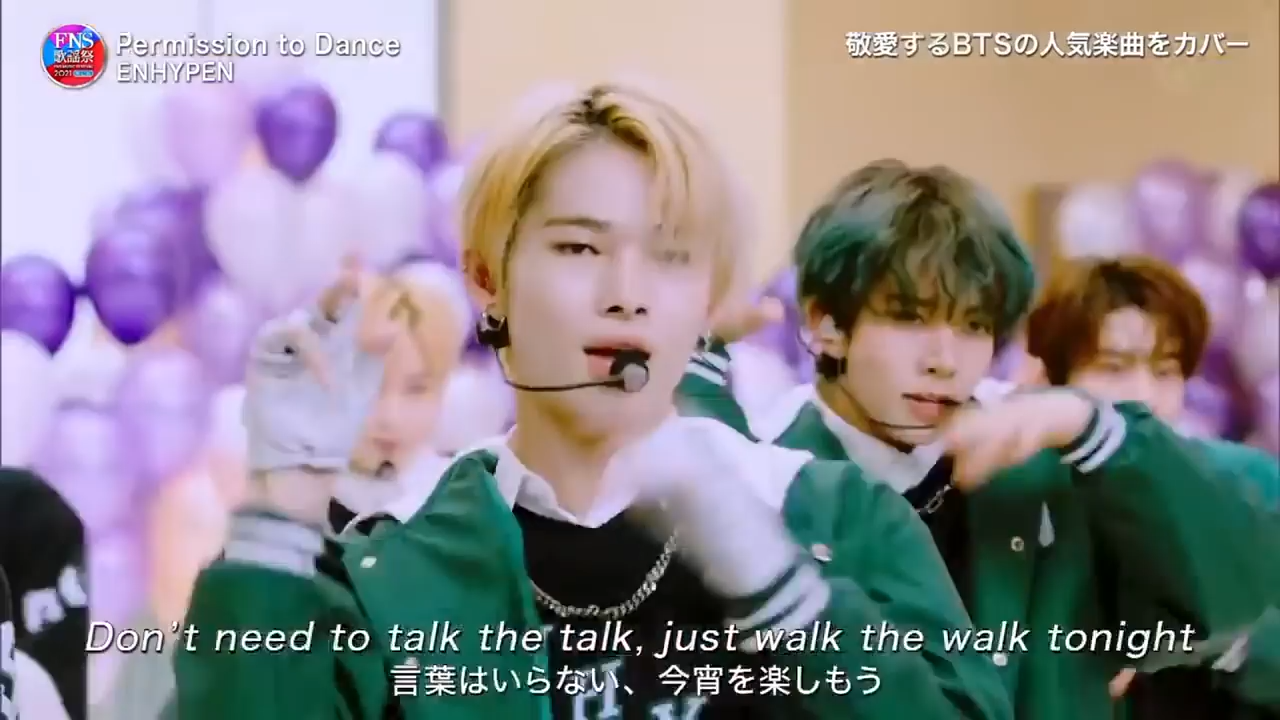 FNS
歌謡祭
2021
Permission to Dance
ENHYPEN
敬愛するBTSの人気楽曲をカバー
Don't need to talk the talk, just walk the walk tonight
言葉はいらない、今宵を楽しもう